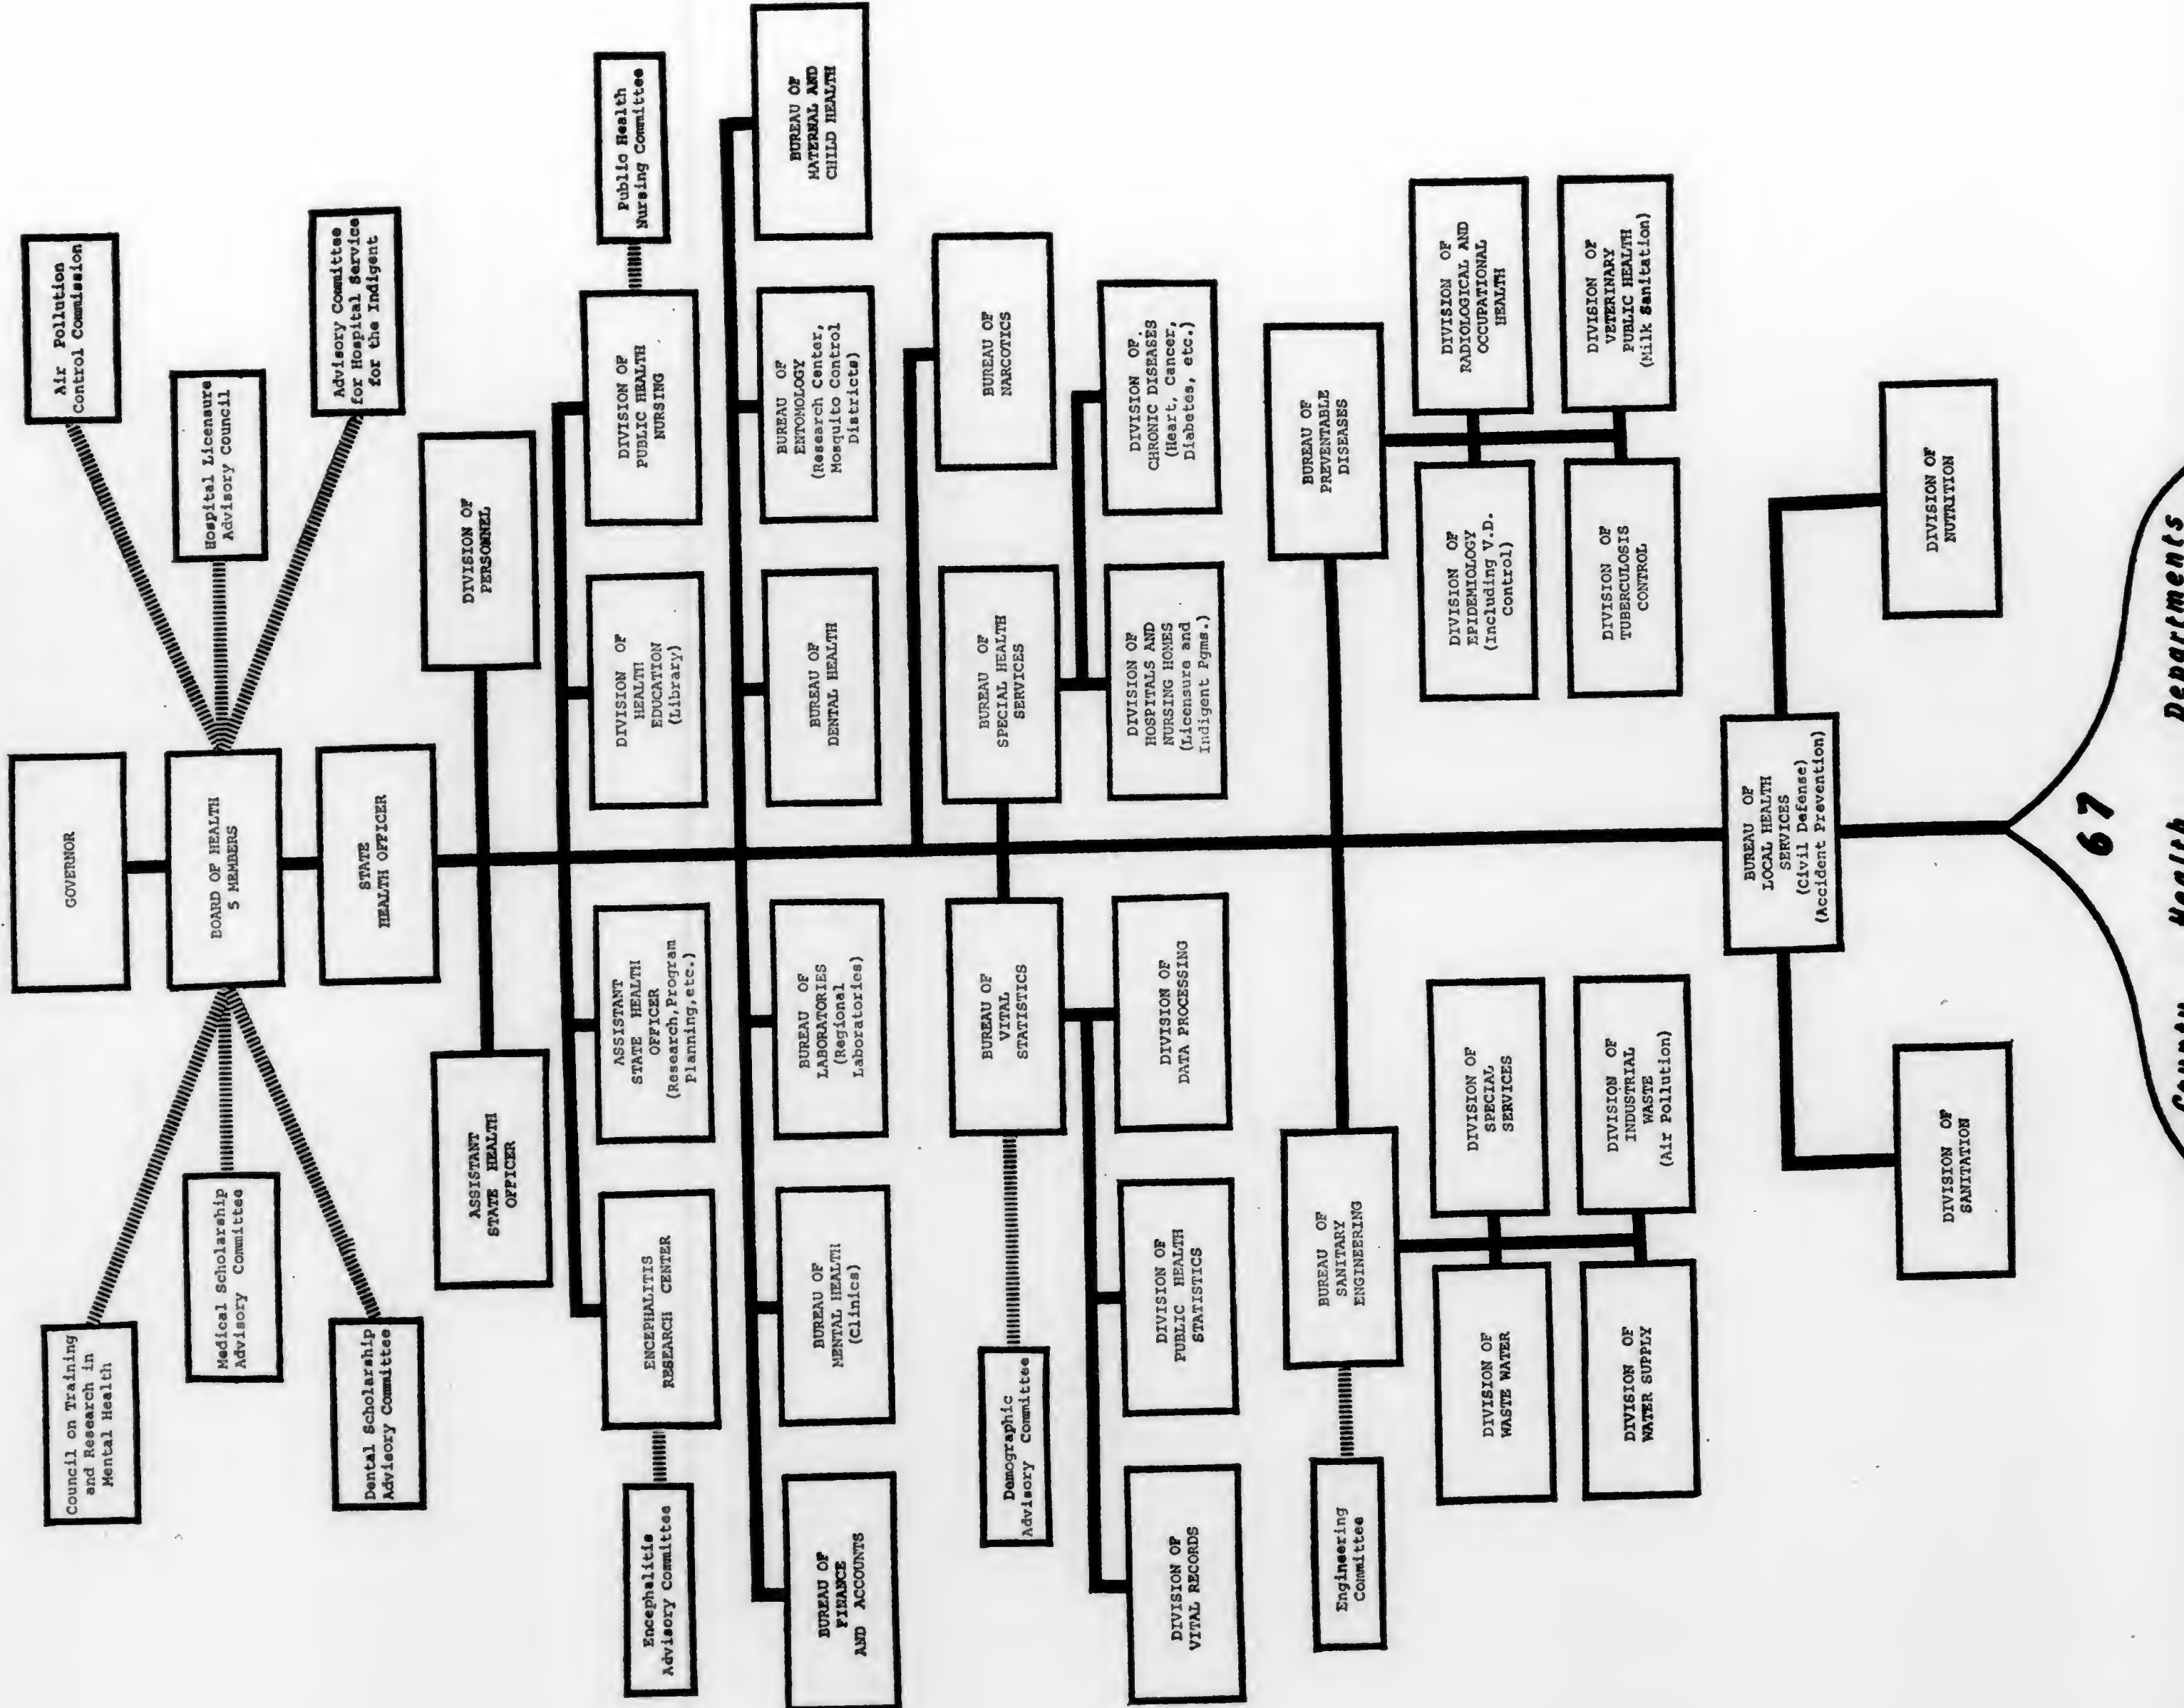 GOVERNOR
Council on Training
and Research in
Mental Health
Air Pollution
Control Commission
BOARD OF HEALTH
5 MEMBERS
Medical Scholarship
Advisory Committee
Hospital Licensure
Advisory Council
Dental Scholarship
Advisory Committee
STATE
HEALTH OFFICER
Advisory Committee
for Hospital Service
for the Indigent
ASSISTANT
STATE HEALTH
OFFICER
DIVISION OF
PERSONNEL
Encephalitis
Advisory Committee
ENCEPHALITIS
RESEARCH CENTER
ASSISTANT
STATE HEALTH
OFFICER
(Research,Program
Planning,etc.)
DIVISION OF
HEALTH
EDUCATION
(Library)
DIVISION OF
PUBLIC HEALTH
NURSING
Public Health
Nursing Committee
BUREAU OF
FINANCE
AND ACCOUNTS
BUREAU OF
MENTAL HEALTH
(Clinics)
BUREAU OF
LABORATORIES
(Regional
Laboratories)
BUREAU OF
DENTAL HEALTH
BUREAU OF
ENTOMOLOGY
(Research Center,
Mosquito Control
Districts)
BUREAU OF
MATERNAL AND
CHILD HEALTH
Demographic
Advisory Committee
BUREAU OF
VITAL
STATISTICS
BUREAU OF
SPECIAL HEALTH
SERVICES
BUREAU OF
NARCOTICS
DIVISION OF
VITAL RECORDS
DIVISION OF
PUBLIC HEALTH
STATISTICS
DIVISION OF
DATA PROCESSING
DIVISION OF
HOSPITALS AND
NURSING HOMES
(Licensure and
Indigent Pgms.)
DIVISION OF
CHRONIC DISEASES
(Heart, Cancer,
Diabetes, etc.)
Engineering
Committee
BUREAU OF
SANITARY
ENGINEERING
BUREAU OF
PREVENTABLE
DISEASES
DIVISION OF
WASTE WATER
DIVISION OF
SPECIAL
SERVICES
DIVISION OF
EPIDEMIOLOGY
(Including V.D.
Control)
DIVISION OF
RADIOLOGICAL AND
OCCUPATIONAL
HEALTH
DIVISION OF
WATER SUPPLY
DIVISION OF
INDUSTRIAL
WASTE
(Air Pollution)
DIVISION OF
TUBERCULOSIS
CONTROL
DIVISION OF
VETERINARY
PUBLIC HEALTH
(Milk Sanitation)
BUREAU OF
LOCAL HEALTH
SERVICES
(Civil Defense)
(Accident Prevention)
DIVISION OF
SANITATION
DIVISION OF
NUTRITION
67
County Health Departments